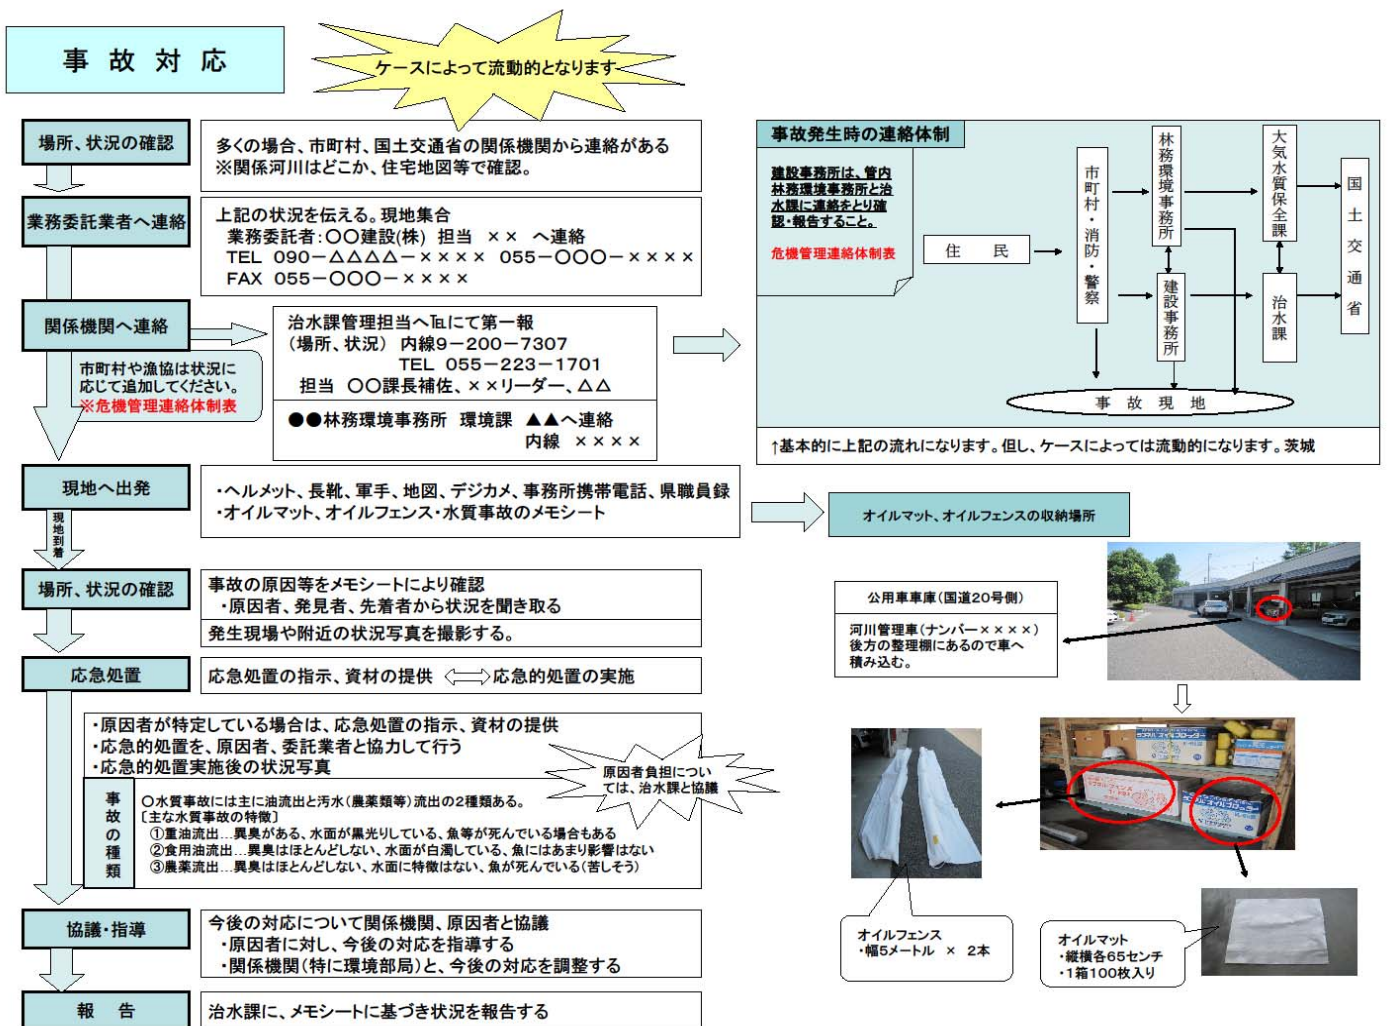 事 故 対 応
ケースによって流動的となります
場所、状況の確認
多くの場合、市町村、国土交通省の関係機関から連絡がある
※関係河川はどこか、住宅地図等で確認。
業務委託業者へ連絡
上記の状況を伝える。現地集合
業務委託者:〇〇建設(株) 担当 ×× へ連絡
TEL 090-△△△△-×××× 055-〇〇〇-××××
FAX 055-〇〇〇-××××
関係機関へ連絡
市町村や漁協は状況に
応じて追加してください。
※危機管理連絡体制表
治水課管理担当へ℡にて第一報
(場所、状況) 内線9-200-7307
TEL 055-223-1701
担当 〇〇課長補佐、××リーダー、△△
●●林務環境事務所 環境課 ▲▲へ連絡
内線 ××××
現地へ出発
・ヘルメット、長靴、軍手、地図、デジカメ、事務所携帯電話、県職員録
・オイルマット、オイルフェンス・水質事故のメモシート
現地到着
場所、状況の確認
事故の原因等をメモシートにより確認
・原因者、発見者、先着者から状況を聞き取る
発生現場や附近の状況写真を撮影する。
応急処置
応急処置の指示、資材の提供 ⇔ 応急的処置の実施
・原因者が特定している場合は、応急処置の指示、資材の提供
・応急的処置を、原因者、委託業者と協力して行う
・応急的処置実施後の状況写真
原因者負担につい
ては、治水課と協議
事故の種類
〇水質事故には主に油流出と汚水(農薬類等)流出の2種類ある。
〔主な水質事故の特徴〕
①重油流出…異臭がある、水面が黒光りしている、魚等が死んでいる場合もある
②食用油流出…異臭はほとんどしない、水面が白濁している、魚にはあまり影響はない
③農薬流出…異臭はほとんどしない、水面に特徴はない、魚が死んでいる(苦しそう)
協議・指導
今後の対応について関係機関、原因者と協議
・原因者に対し、今後の対応を指導する
・関係機関(特に環境部局)と、今後の対応を調整する
報 告
治水課に、メモシートに基づき状況を報告する
事故発生時の連絡体制
建設事務所は、管内
林務環境事務所と治
水課に連絡をとり確
認・報告すること。
危機管理連絡体制表
住 民
市町村・消防・警察
林務環境事務所
建設事務所
大気水質保全課
治水課
国土交通省
事 故 現 地
↑基本的に上記の流れになります。但し、ケースによっては流動的になります。茨城
オイルマット、オイルフェンスの収納場所
公用車車庫(国道20号側)
河川管理車(ナンバー××××)
後方の整理棚にあるので車へ
積み込む。
オイルフェンス
・幅5メートル × 2本
オイルマット
・縦横各65センチ
・1箱100枚入り